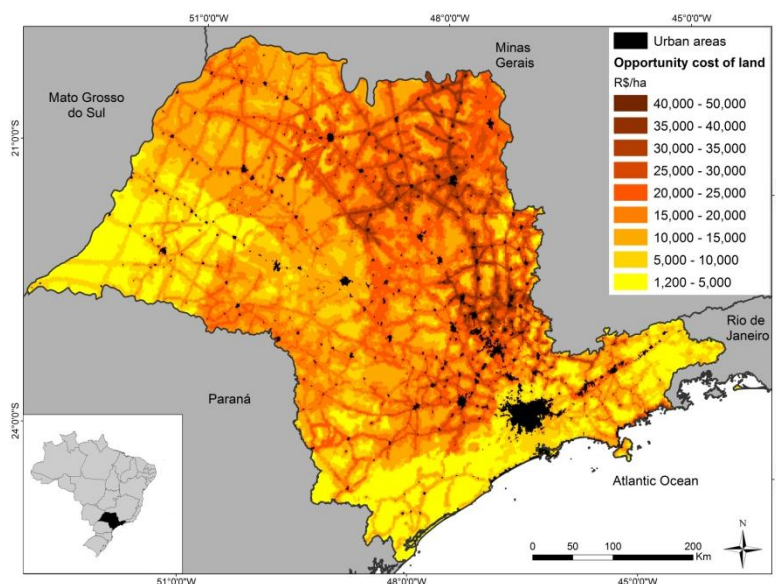 51°0'0"W
48°0'0"W
45°0'0"W
Minas
Gerais
Mato Grosso
do Sul
21°0'0"S
Urban areas
Opportunity cost of land
R$/ha
40,000 - 50,000
35,000 - 40,000
30,000 - 35,000
25,000 - 30,000
20,000 - 25,000
15,000 - 20,000
10,000 - 15,000
5,000 - 10,000
1,200 - 5,000
Rio de
Janeiro
Paraná
24°0'0"S
Atlantic Ocean
N
0 50 100 200
Km
51°0'0"W
48°0'0"W
45°0'0"W